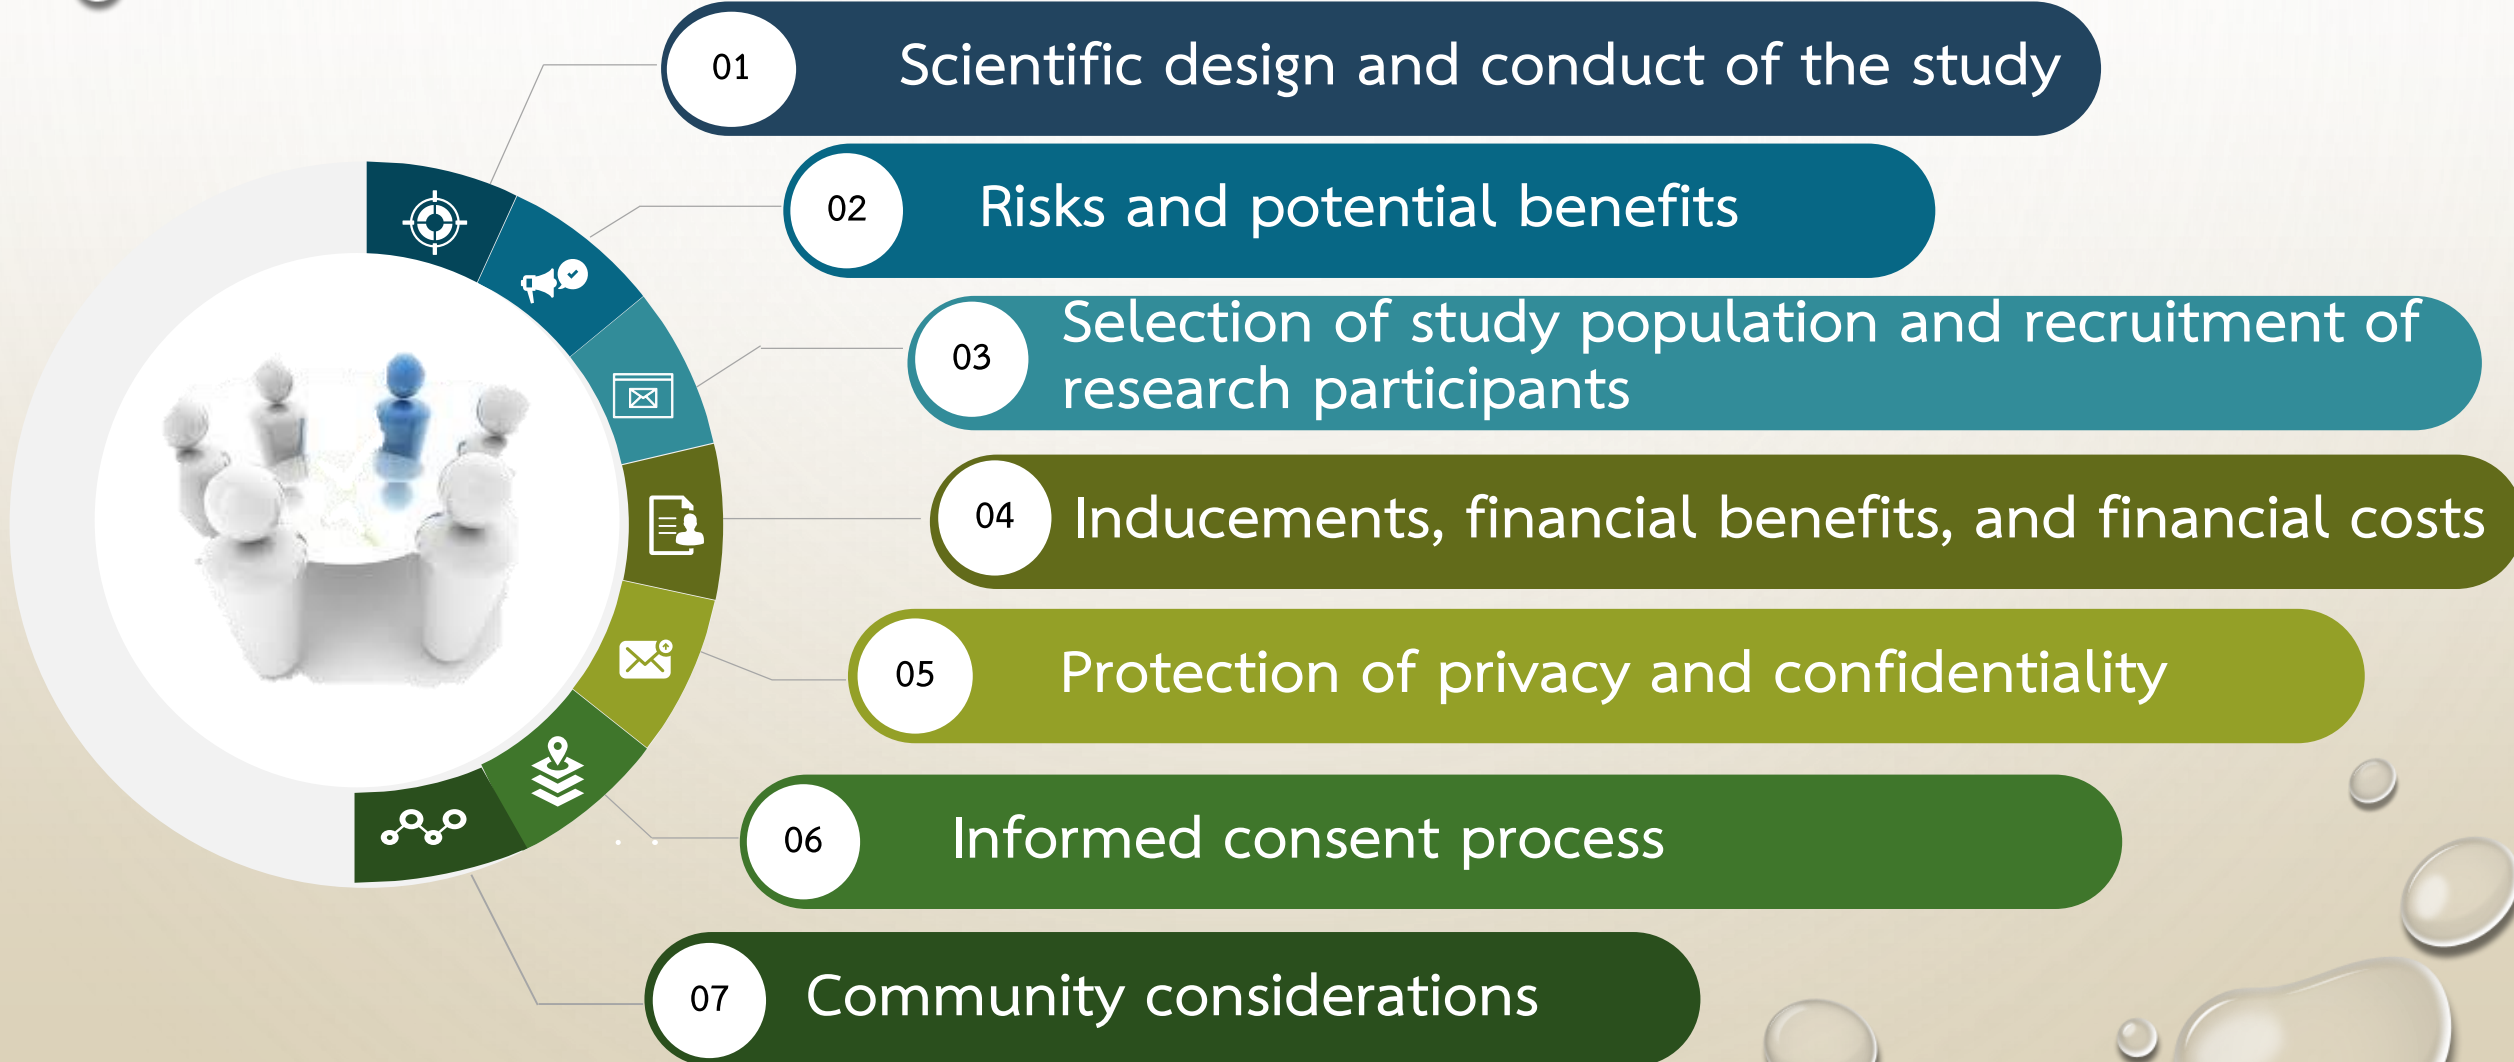 01
Scientific design and conduct of the study
02
Risks and potential benefits
03
Selection of study population and recruitment of
research participants
04
Inducements, financial benefits, and financial costs
05
Protection of privacy and confidentiality
06
Informed consent process
07
Community considerations